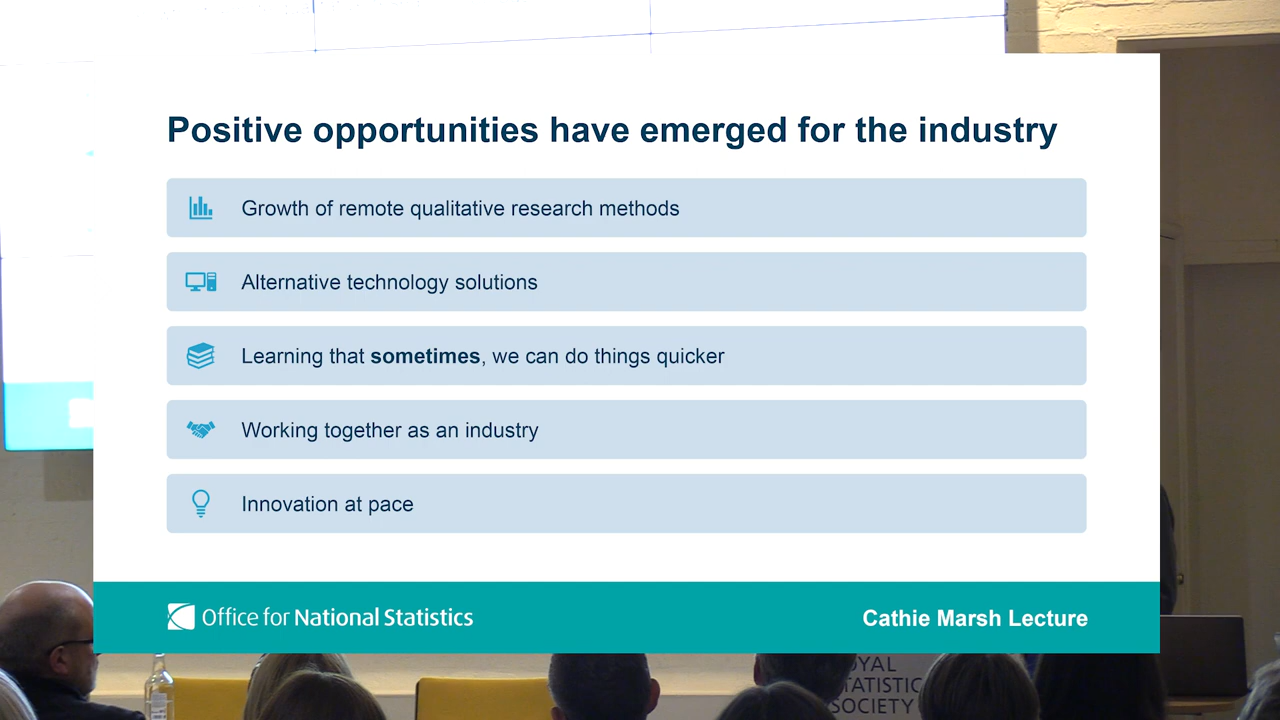 Positive opportunities have emerged for the industry
Growth of remote qualitative research methods
Alternative technology solutions
Learning that sometimes, we can do things quicker
Working together as an industry
Innovation at pace
Office for National Statistics
Cathie Marsh Lecture
SOCIETY